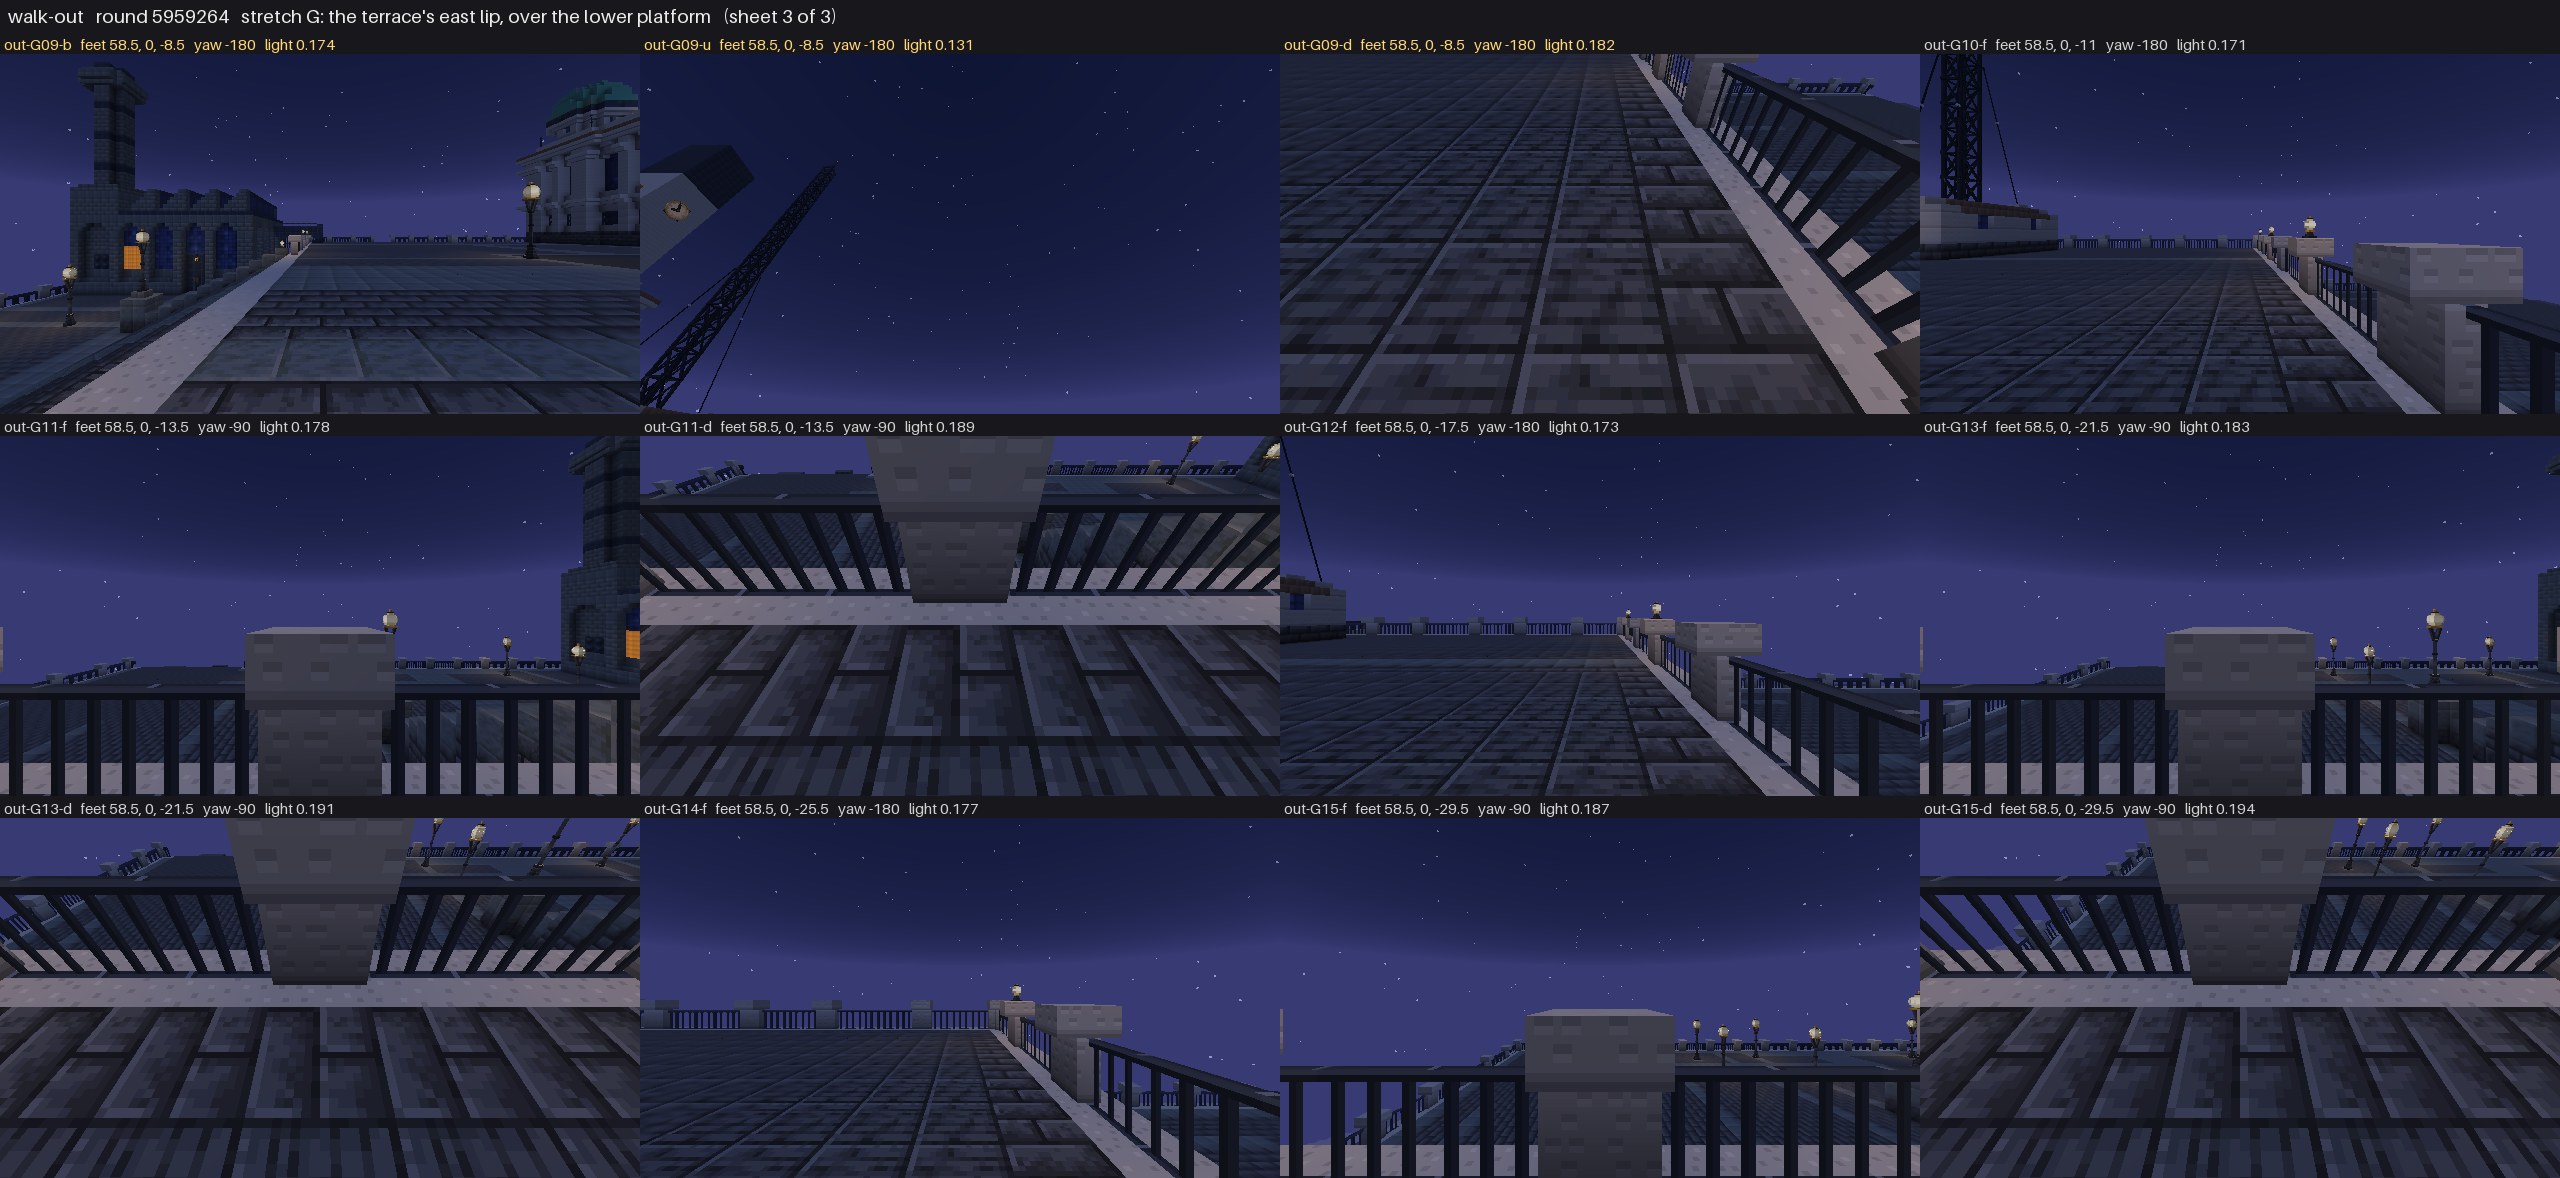 walk-out round 5959264 stretch G: the terrace's east lip, over the lower platform (sheet 3 of 3)
out-G09-b feet 58.5, 0, -8.5 yaw -180 light 0.174
out-G09-u feet 58.5, 0, -8.5 yaw -180 light 0.131
out-G09-d feet 58.5, 0, -8.5 yaw -180 light 0.182
out-G10-f feet 58.5, 0, -11 yaw -180 light 0.171
out-G11-f feet 58.5, 0, -13.5 yaw -90 light 0.178
out-G11-d feet 58.5, 0, -13.5 yaw -90 light 0.189
out-G12-f feet 58.5, 0, -17.5 yaw -180 light 0.173
out-G13-f feet 58.5, 0, -21.5 yaw -90 light 0.183
out-G13-d feet 58.5, 0, -21.5 yaw -90 light 0.191
out-G14-f feet 58.5, 0, -25.5 yaw -180 light 0.177
out-G15-f feet 58.5, 0, -29.5 yaw -90 light 0.187
out-G15-d feet 58.5, 0, -29.5 yaw -90 light 0.194